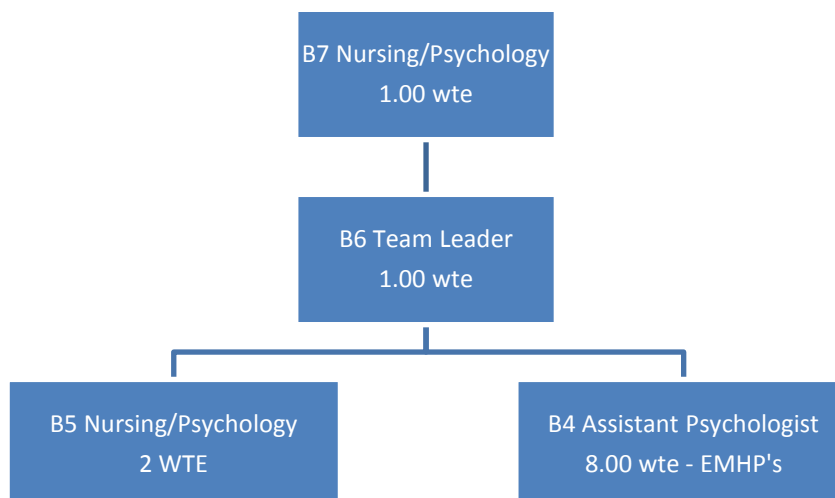 B7 Nursing/Psychology
1.00 wte
B6 Team Leader
1.00 wte
B5 Nursing/Psychology
2 WTE
B4 Assistant Psychologist
8.00 wte - EMHP's